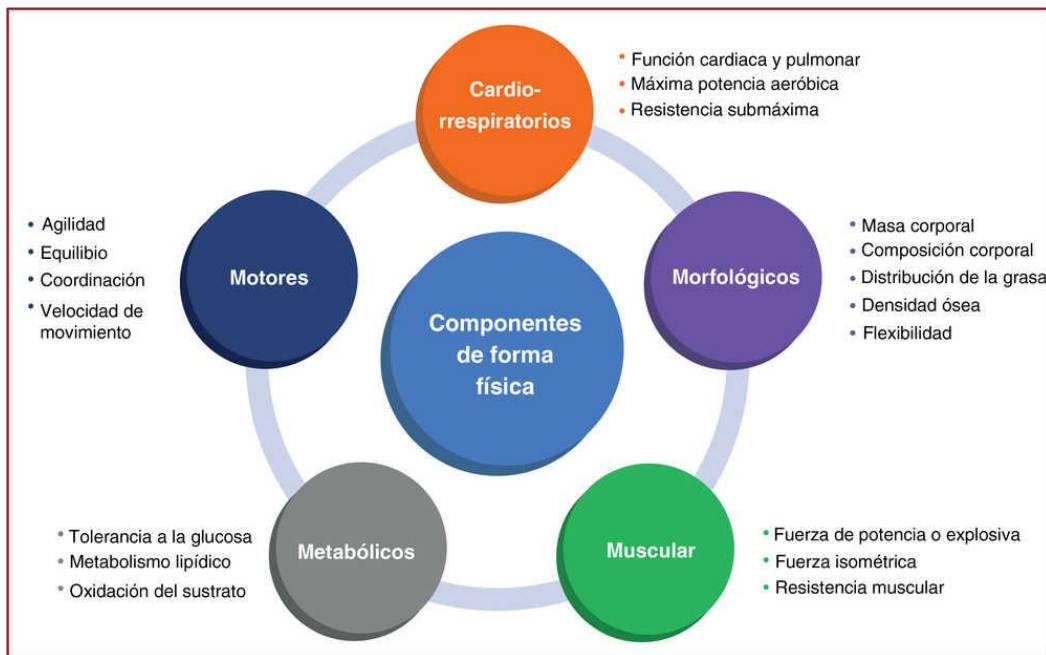 Cardio-
rrespiratorios
Función cardiaca y pulmonar
Máxima potencia aeróbica
Resistencia submáxima
Morfológicos
Masa corporal
Composición corporal
Distribución de la grasa
Densidad ósea
Flexibilidad
Muscular
Fuerza de potencia o explosiva
Fuerza isométrica
Resistencia muscular
Metabólicos
Tolerancia a la glucosa
Metabolismo lipídico
Oxidación del sustrato
Motores
Agilidad
Equilibio
Coordinación
Velocidad de
movimiento
Componentes
de forma
física